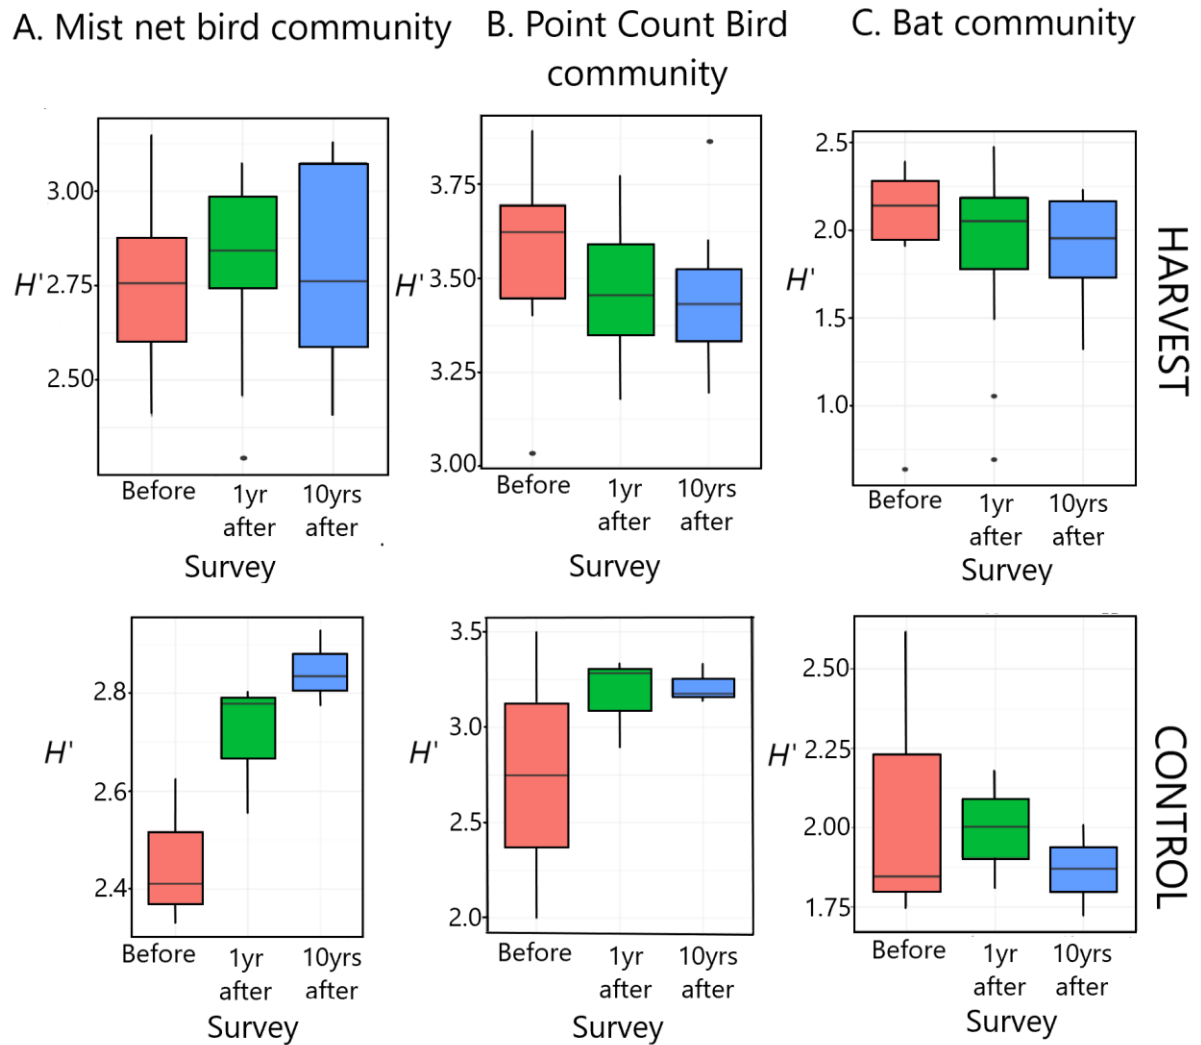 A. Mist net bird community
B. Point Count Bird
community
C. Bat community
H'
3.00
2.75
2.50
Before
1yr
after
10yrs
after
Survey
H'
3.75
3.50
3.25
3.00
Before
1yr
after
10yrs
after
Survey
H'
2.5
2.0
1.5
1.0
Before
1yr
after
10yrs
after
Survey
HARVEST
H'
2.8
2.6
2.4
Before
1yr
after
10yrs
after
Survey
H'
3.5
3.0
2.5
2.0
Before
1yr
after
10yrs
after
Survey
H'
2.50
2.25
2.00
1.75
Before
1yr
after
10yrs
after
Survey
CONTROL